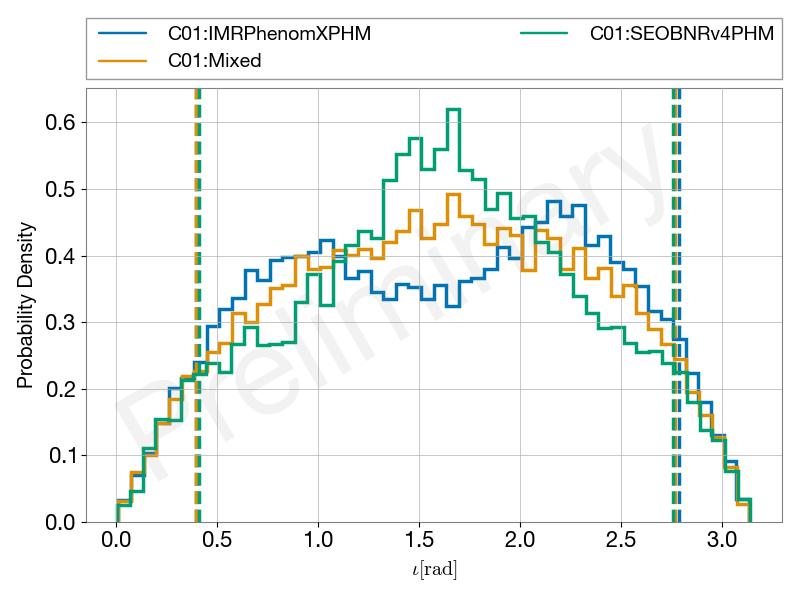 C01:IMRPhenomXPHM C01:SEOBNRv4PHM
C01:Mixed
Probability Density
0.6
0.5
0.4
0.3
0.2
0.1
0.0
Preliminary
0.0 0.5 1.0 1.5 2.0 2.5 3.0
ι[rad]